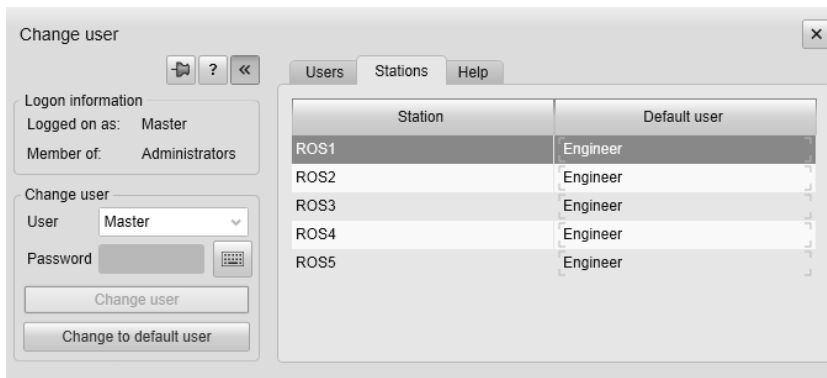 Change user
?
«
Logon information
Logged on as: Master
Member of: Administrators
Change user
User Master
Password
Change user
Change to default user
Users Stations Help
Station Default user
ROS1 Engineer
ROS2 Engineer
ROS3 Engineer
ROS4 Engineer
ROS5 Engineer